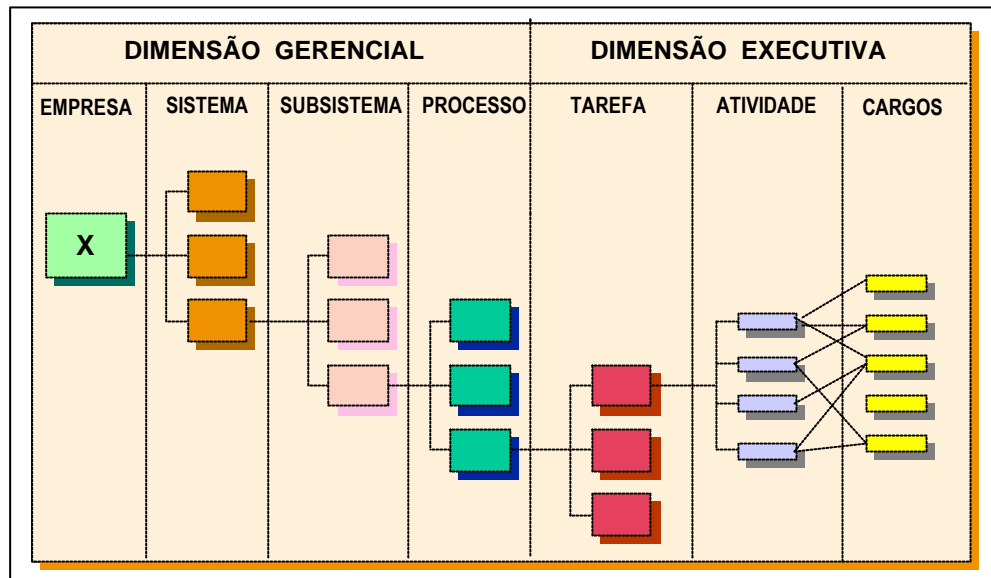 DIMENSÃO GERENCIAL
DIMENSÃO EXECUTIVA
EMPRESA
SISTEMA
SUBSISTEMA
PROCESSO
TAREFA
ATIVIDADE
CARGOS
X